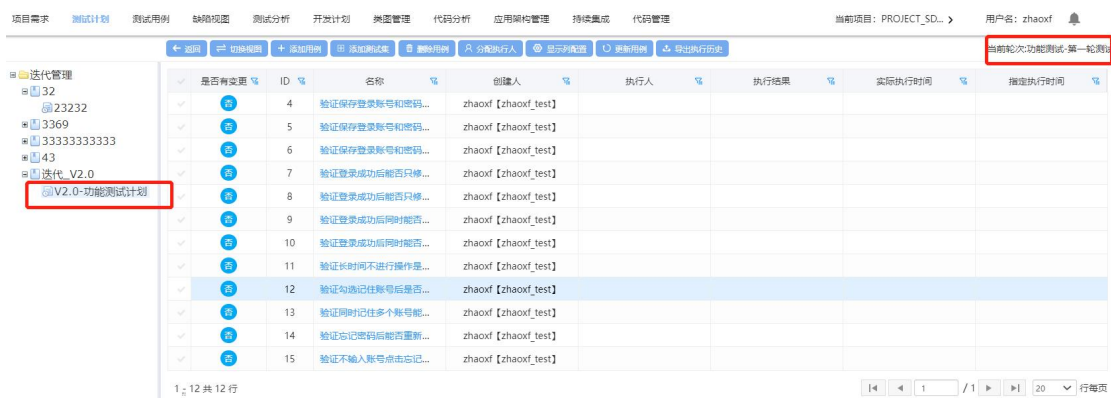 项目需求 测试计划 测试用例 缺陷视图 测试分析 开发计划 类图管理 代码分析 应用架构管理 持续集成 代码管理 当前项目: PROJECT_SD... 用户名: zhaoxf
返回 切换视图 + 添加用例 添加测试集 删除用例 分配执行人 显示列配置 更新用例 导出执行历史 当前轮次:功能测试-第一轮测
迭代管理
32
23232
3369
33333333333
43
迭代_V2.0
V2.0-功能测试计划
是否有变更 ID 名称 创建人 执行人 执行结果 实际执行时间 指定执行时间
否 4 验证保存登录账号和密码... zhaoxf【zhaoxf_test】
否 5 验证保存登录账号和密码... zhaoxf【zhaoxf_test】
否 6 验证保存登录账号和密码... zhaoxf【zhaoxf_test】
否 7 验证登录成功后能否只修... zhaoxf【zhaoxf_test】
否 8 验证登录成功后能否只修... zhaoxf【zhaoxf_test】
否 9 验证登录成功后同时能否... zhaoxf【zhaoxf_test】
否 10 验证登录成功后同时能否... zhaoxf【zhaoxf_test】
否 11 验证长时间不进行操作是... zhaoxf【zhaoxf_test】
否 12 验证勾选记住账号后是否... zhaoxf【zhaoxf_test】
否 13 验证同时记住多个账号能... zhaoxf【zhaoxf_test】
否 14 验证忘记密码后能否重新... zhaoxf【zhaoxf_test】
否 15 验证不输入账号点击忘记... zhaoxf【zhaoxf_test】
1 - 12 共 12 行 1 / 1 20 行每页